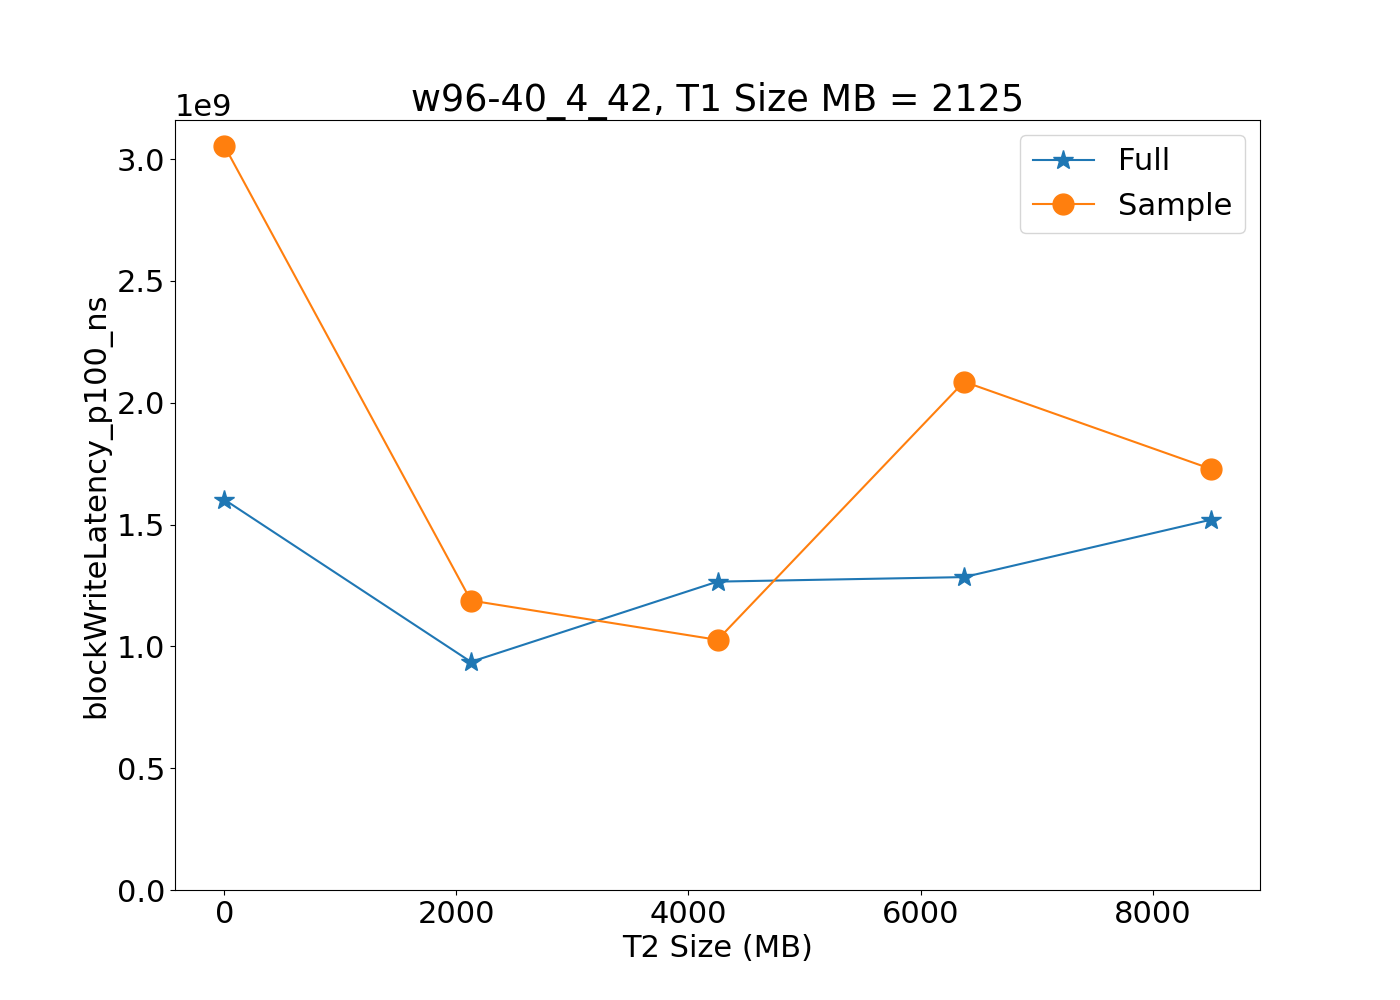 w96-40_4_42, T1 Size MB = 2125
1e9
Full
Sample
3.0
2.5
2.0
1.5
1.0
0.5
0.0
blockWriteLatency_p100_ns
0 2000 4000 6000 8000
T2 Size (MB)